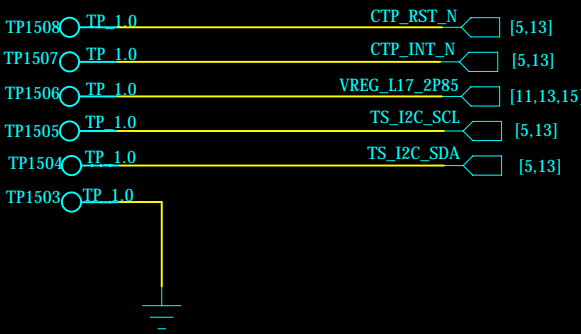 TP1508 TP_1.0 CTP_RST_N [5,13]
TP1507 TP_1.0 CTP_INT_N [5,13]
TP1506 TP_1.0 VREG_L17_2P85 [11,13,15]
TP1505 TP_1.0 TS_I2C_SCL [5,13]
TP1504 TP_1.0 TS_I2C_SDA [5,13]
TP1503 TP_1.0